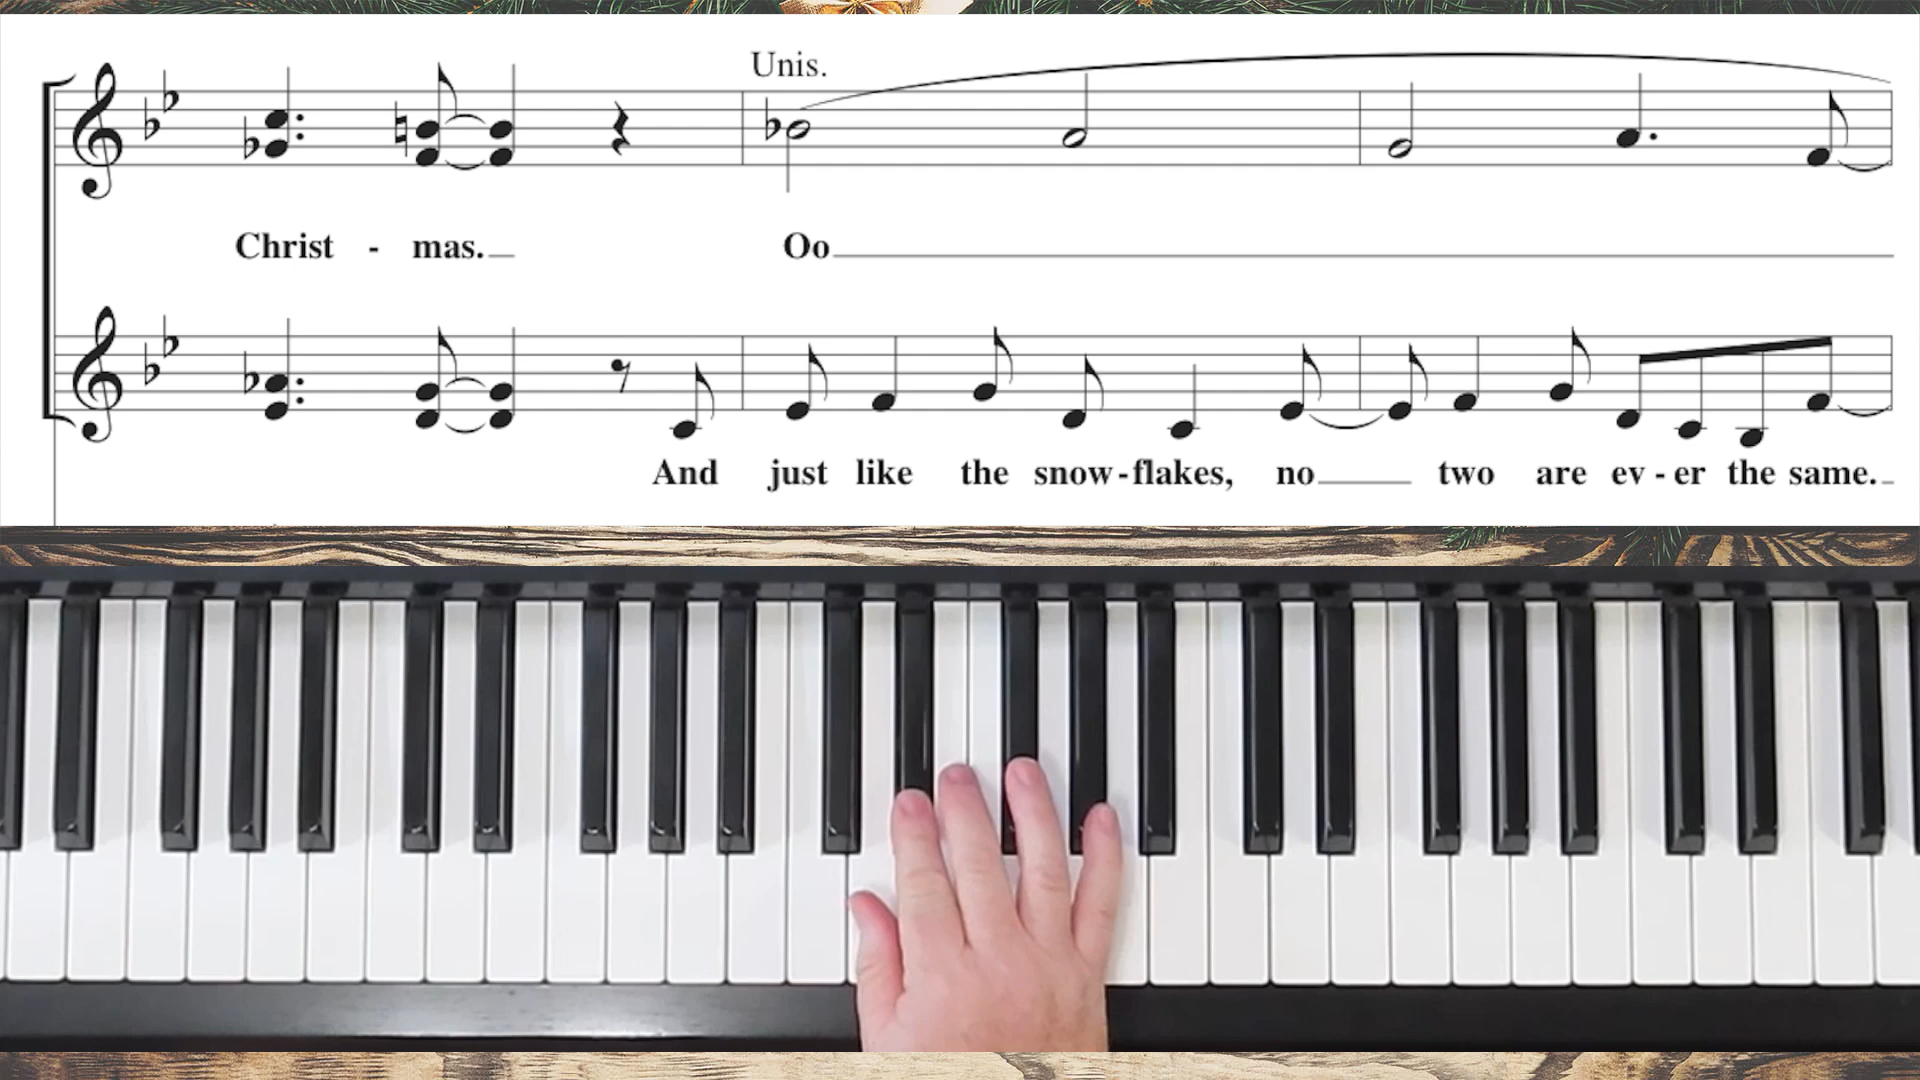 Unis.
Christ - mas. Oo
And just like the snow - flakes, no two are ev - er the same.